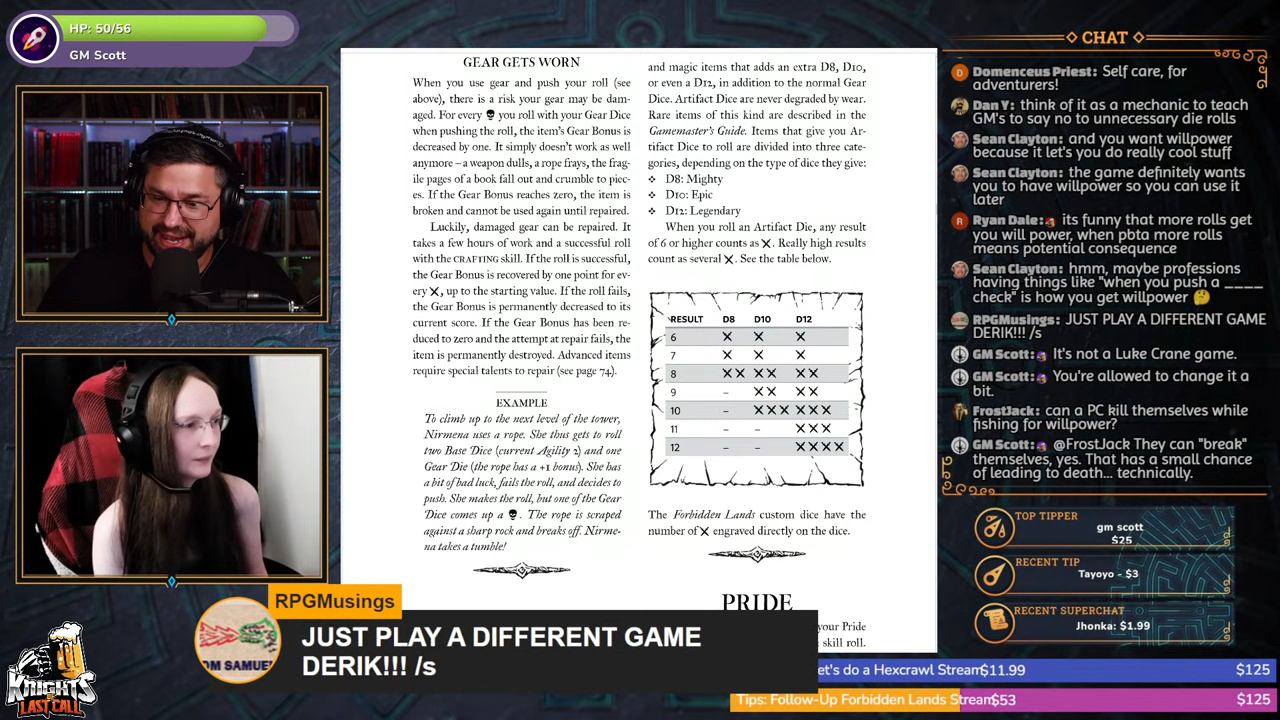 HP: 50/56
GM Scott
GEAR GETS WORN
When you use gear and push your roll (see
above), there is a risk your gear may be dam-
aged. For every you roll with your Gear Dice
when pushing the roll, the item's Gear Bonus is
decreased by one. It simply doesn't work as well
anymore – a weapon dulls, a rope frays, the frag-
ile pages of a book fall out and crumble to piec-
es. If the Gear Bonus reaches zero, the item is
broken and cannot be used again until repaired.
Luckily, damaged gear can be repaired. It
takes a few hours of work and a successful roll
with the CRAFTING skill. If the roll is successful,
the Gear Bonus is recovered by one point for ev-
ery X, up to the starting value. If the roll fails,
the Gear Bonus is permanently decreased to its
current score. If the Gear Bonus has been re-
duced to zero and the attempt at repair fails, the
item is permanently destroyed. Advanced items
require special talents to repair (see page 74).
EXAMPLE
To climb up to the next level of the tower,
Nirmena uses a rope. She thus gets to roll
two Base Dice (current Agility 2) and one
Gear Die (the rope has a +1 bonus). She has
a bit of bad luck, fails the roll, and decides to
push. She makes the roll, but one of the Gear
Dice comes up a . The rope is scraped
against a sharp rock and breaks off. Nirme-
na takes a tumble!
and magic items that adds an extra D8, D10,
or even a D12, in addition to the normal Gear
Dice. Artifact Dice are never degraded by wear.
Rare items of this kind are described in the
Gamemaster's Guide. Items that give you Ar-
tifact Dice to roll are divided into three cate-
gories, depending on the type of dice they give:
❖ D8: Mighty
❖ D10: Epic
❖ D12: Legendary
When you roll an Artifact Die, any result
of 6 or higher counts as X. Really high results
count as several X. See the table below.
RESULT D8 D10 D12
6 X X X
7 X X X
8 XX XX XX
9 – XX XX
10 – XXX XXX
11 – – XXX
12 – – XXXX
The Forbidden Lands custom dice have the
number of X engraved directly on the dice.
PRIDE
your Pride
skill roll.
CHAT
Domenceus Priest: Self care, for
adventurers!
Dan Y: think of it as a mechanic to teach
GM's to say no to unnecessary die rolls
Sean Clayton: and you want willpower
because it let's you do really cool stuff
Sean Clayton: the game definitely wants
you to have willpower so you can use it
later
Ryan Dale: its funny that more rolls get
you will power, when pbta more rolls
means potential consequence
Sean Clayton: hmm, maybe professions
having things like "when you push a ____
check" is how you get willpower 🤔
RPGMusings: JUST PLAY A DIFFERENT GAME
DERIK!!! /s
GM Scott: It's not a Luke Crane game.
GM Scott: You're allowed to change it a
bit.
FrostJack: can a PC kill themselves while
fishing for willpower?
GM Scott: @FrostJack They can "break"
themselves, yes. That has a small chance
of leading to death... technically.
TOP TIPPER
gm scott
$25
RECENT TIP
Tayoyo - $3
RECENT SUPERCHAT
Jhonka: $1.99
RPGMusings
JUST PLAY A DIFFERENT GAME
DERIK!!! /s
OM SAMUE
KNIGHTS
OF
LAST CALL
et's do a Hexcrawl Stream $11.99 $125
Tips: Follow-Up Forbidden Lands Stream $53 $125